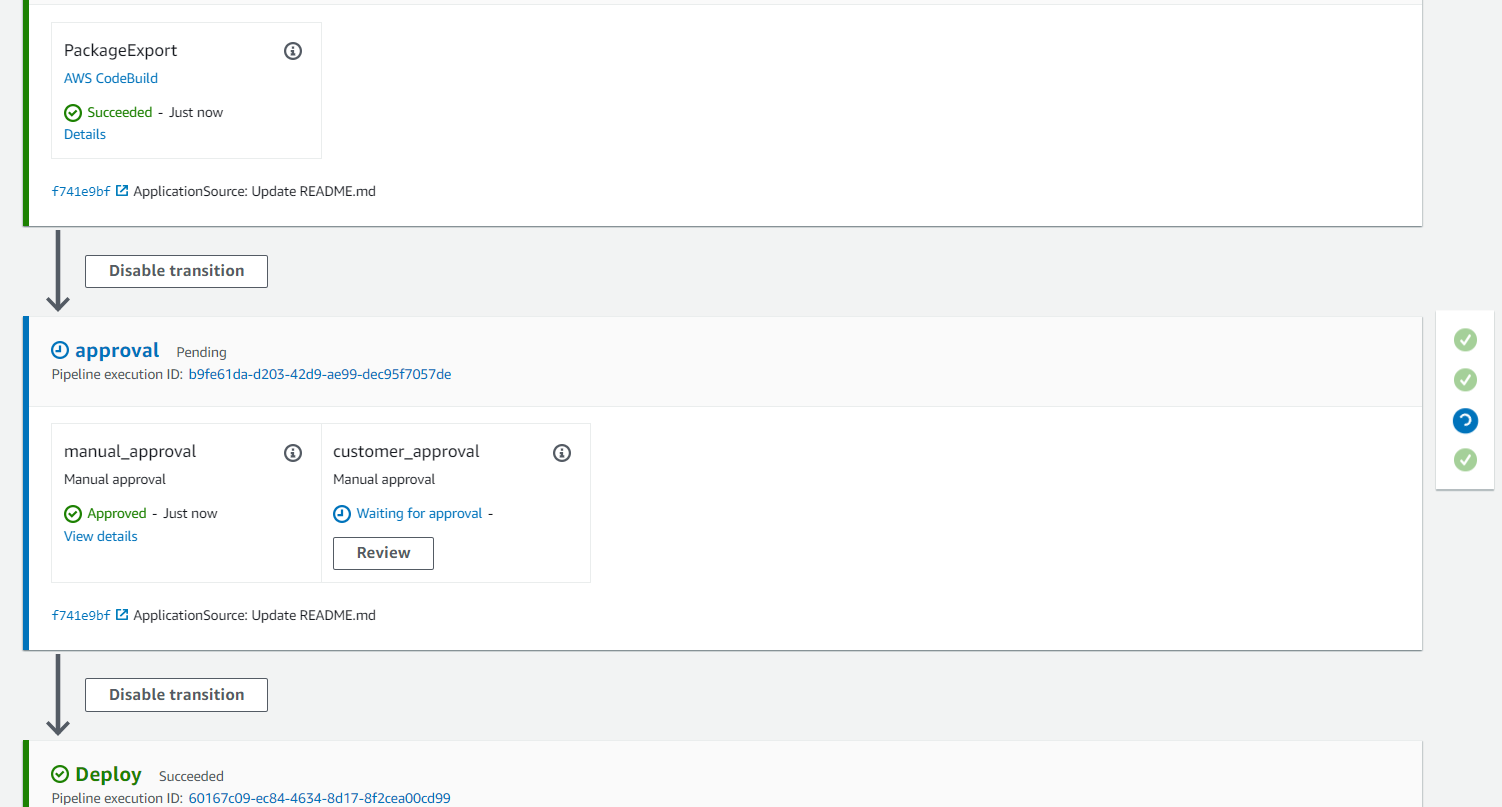 PackageExport
AWS CodeBuild
Succeeded - Just now
Details
f741e9bf ApplicationSource: Update README.md
Disable transition
approval Pending
Pipeline execution ID: b9fe61da-d203-42d9-ae99-dec95f7057de
manual_approval
Manual approval
Approved - Just now
View details
customer_approval
Manual approval
Waiting for approval -
Review
f741e9bf ApplicationSource: Update README.md
Disable transition
Deploy Succeeded
Pipeline execution ID: 60167c09-ec84-4634-8d17-8f2cea00cd99